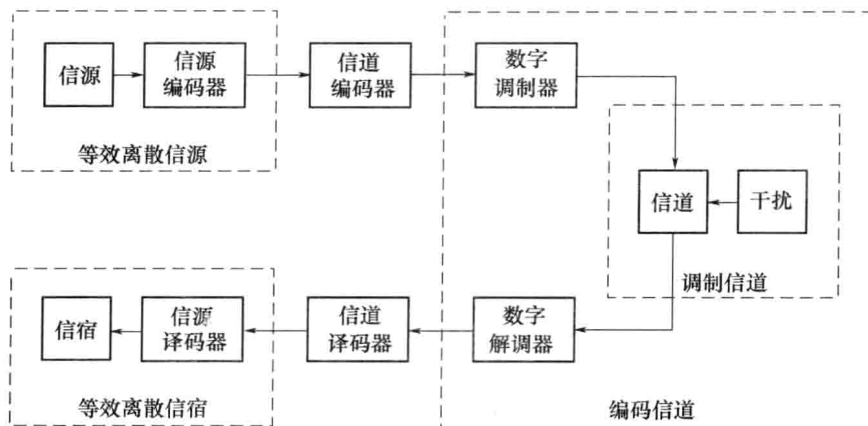 信源
信源
编码器
信道
编码器
数字
调制器
等效离散信源
信道
干扰
调制信道
信宿
信源
译码器
信道
译码器
数字
解调器
等效离散信宿
编码信道